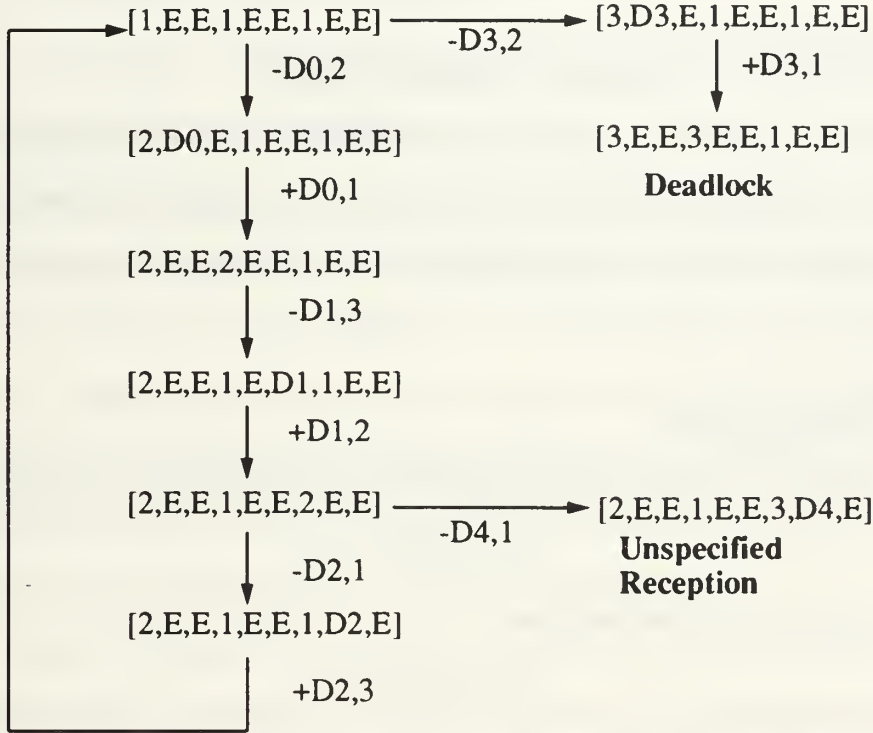 [1,E,E,1,E,E,1,E,E]
-D3,2
[3,D3,E,1,E,E,1,E,E]
-D0,2
+D3,1
[2,D0,E,1,E,E,1,E,E]
[3,E,E,3,E,E,1,E,E]
Deadlock
+D0,1
[2,E,E,2,E,E,1,E,E]
-D1,3
[2,E,E,1,E,D1,1,E,E]
+D1,2
[2,E,E,1,E,E,2,E,E]
-D4,1
[2,E,E,1,E,E,3,D4,E]
Unspecified
Reception
-D2,1
[2,E,E,1,E,E,1,D2,E]
+D2,3